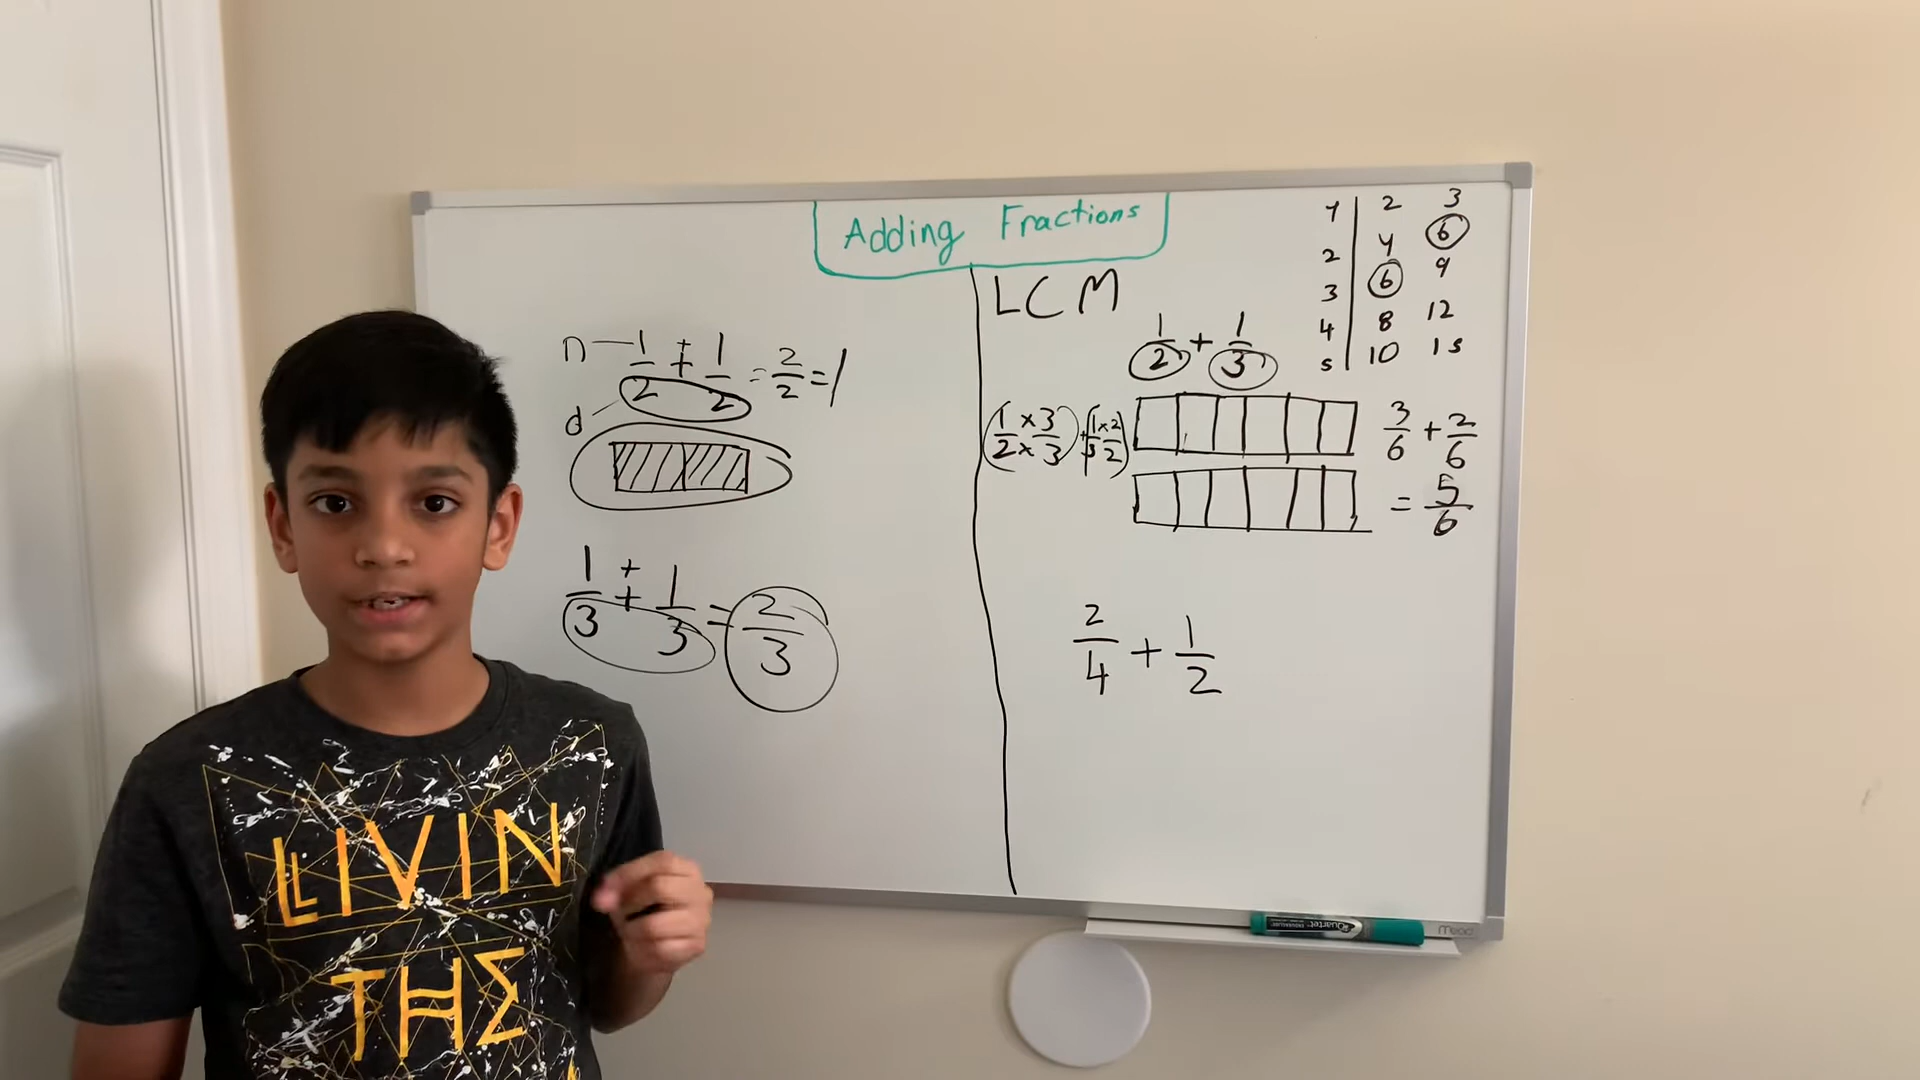 Adding Fractions
n 1/2 + 1/2 = 2/2 = 1
d
1/3 + 1/3 = 2/3
LCM
1/2 + 1/3
(1/2 × 3/3) + (1/3 × 2/2)
3/6 + 2/6
= 5/6
2/4 + 1/2
1 2 3
2 4 6
3 6 9
4 8 12
5 10 15
LIVIN
THE
Quartet
Mead